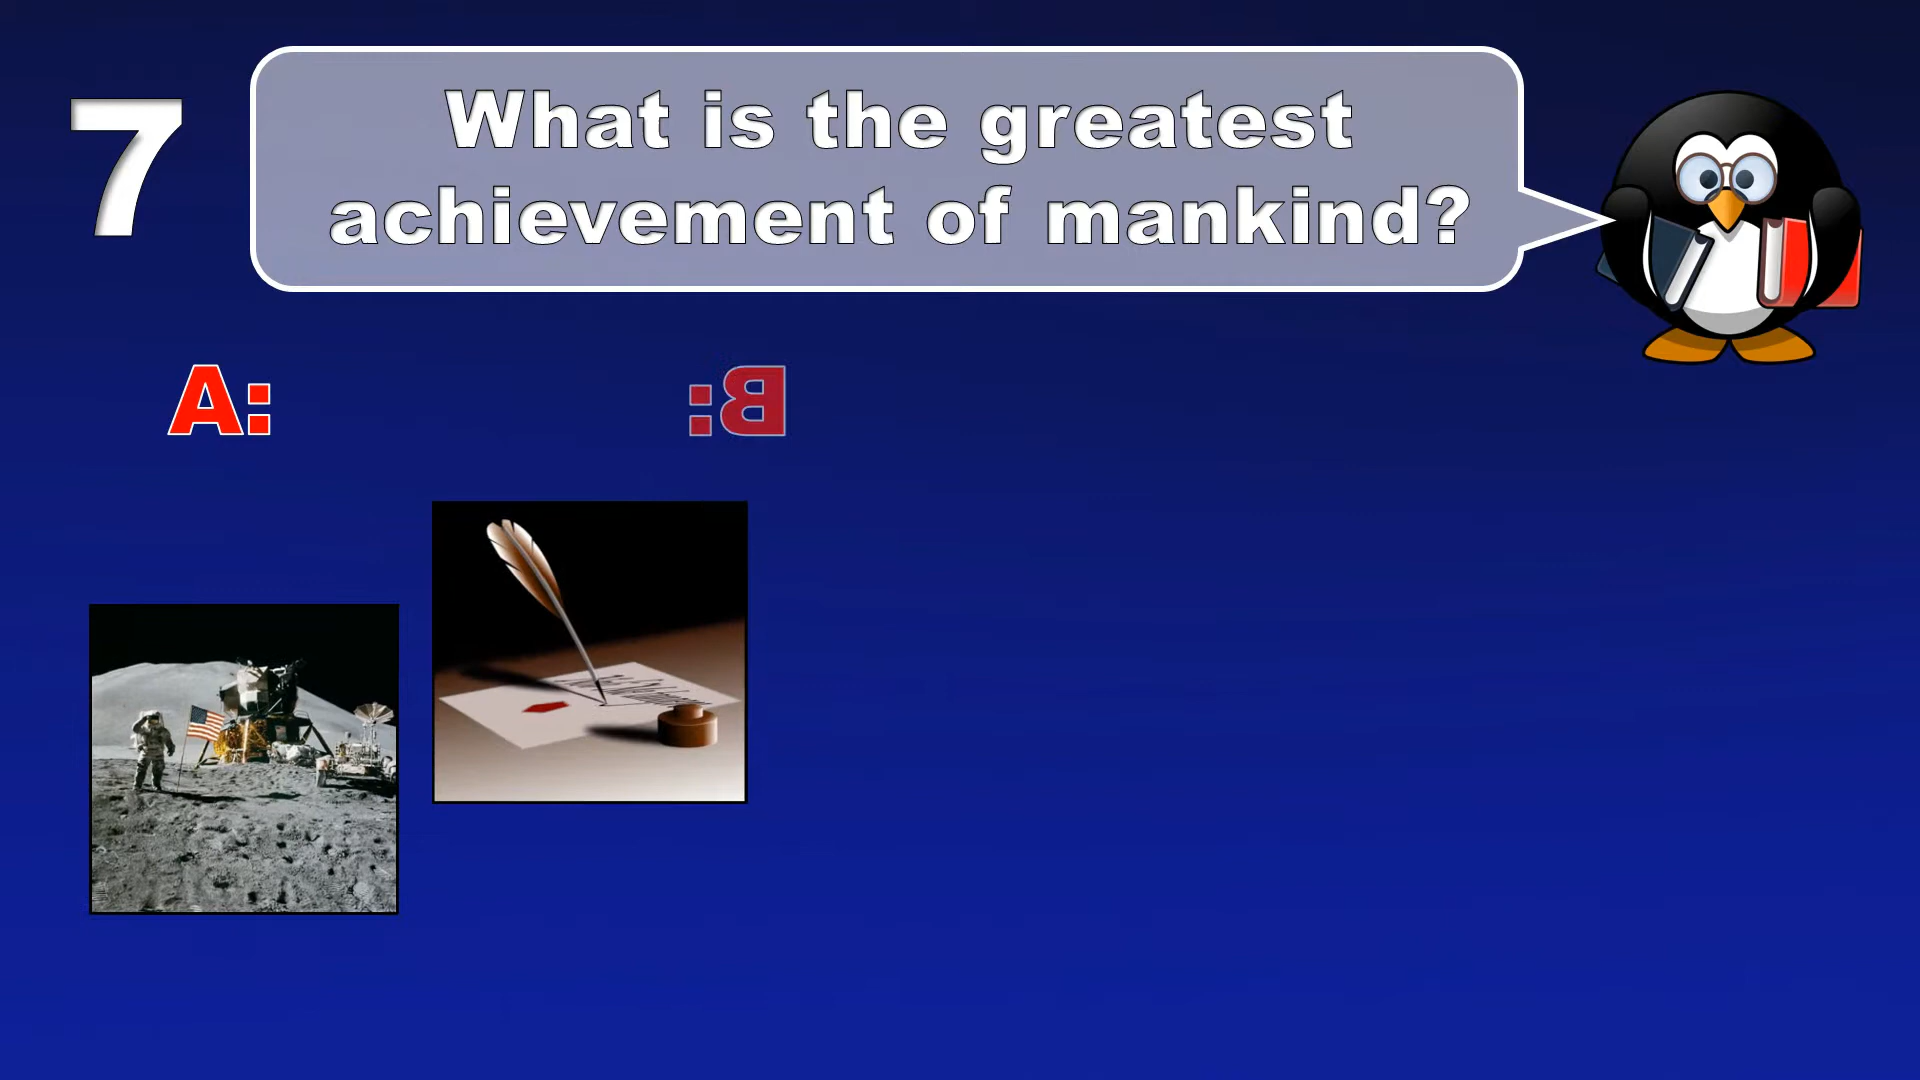 7
What is the greatest
achievement of mankind?
A:
B: